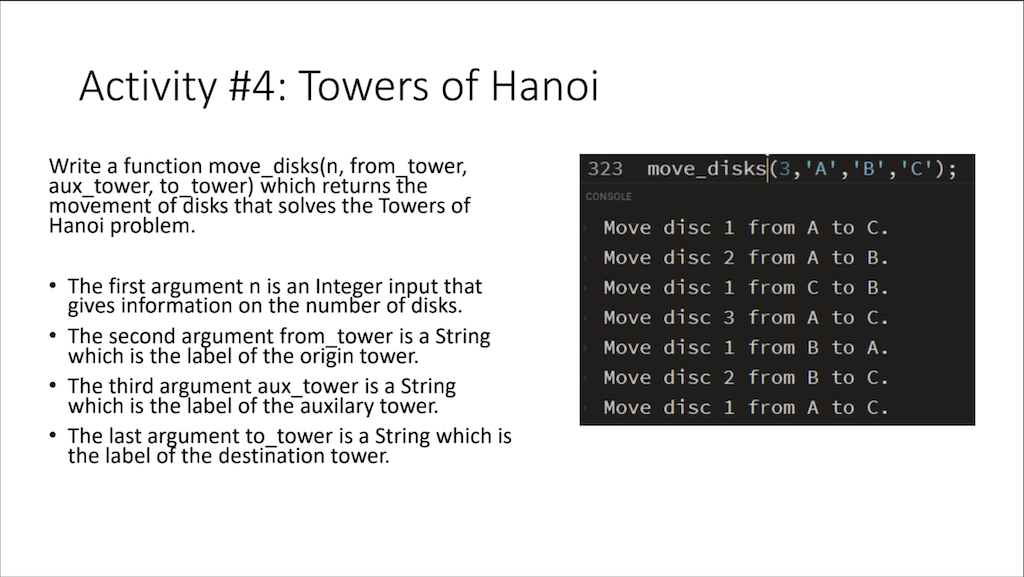 Activity #4: Towers of Hanoi
Write a function move_disks(n, from_tower,
aux_tower, to_tower) which returns the
movement of disks that solves the Towers of
Hanoi problem.
• The first argument n is an Integer input that
gives information on the number of disks.
• The second argument from_tower is a String
which is the label of the origin tower.
• The third argument aux_tower is a String
which is the label of the auxilary tower.
• The last argument to_tower is a String which is
the label of the destination tower.
323 move_disks(3,'A','B','C');
CONSOLE
Move disc 1 from A to C.
Move disc 2 from A to B.
Move disc 1 from C to B.
Move disc 3 from A to C.
Move disc 1 from B to A.
Move disc 2 from B to C.
Move disc 1 from A to C.